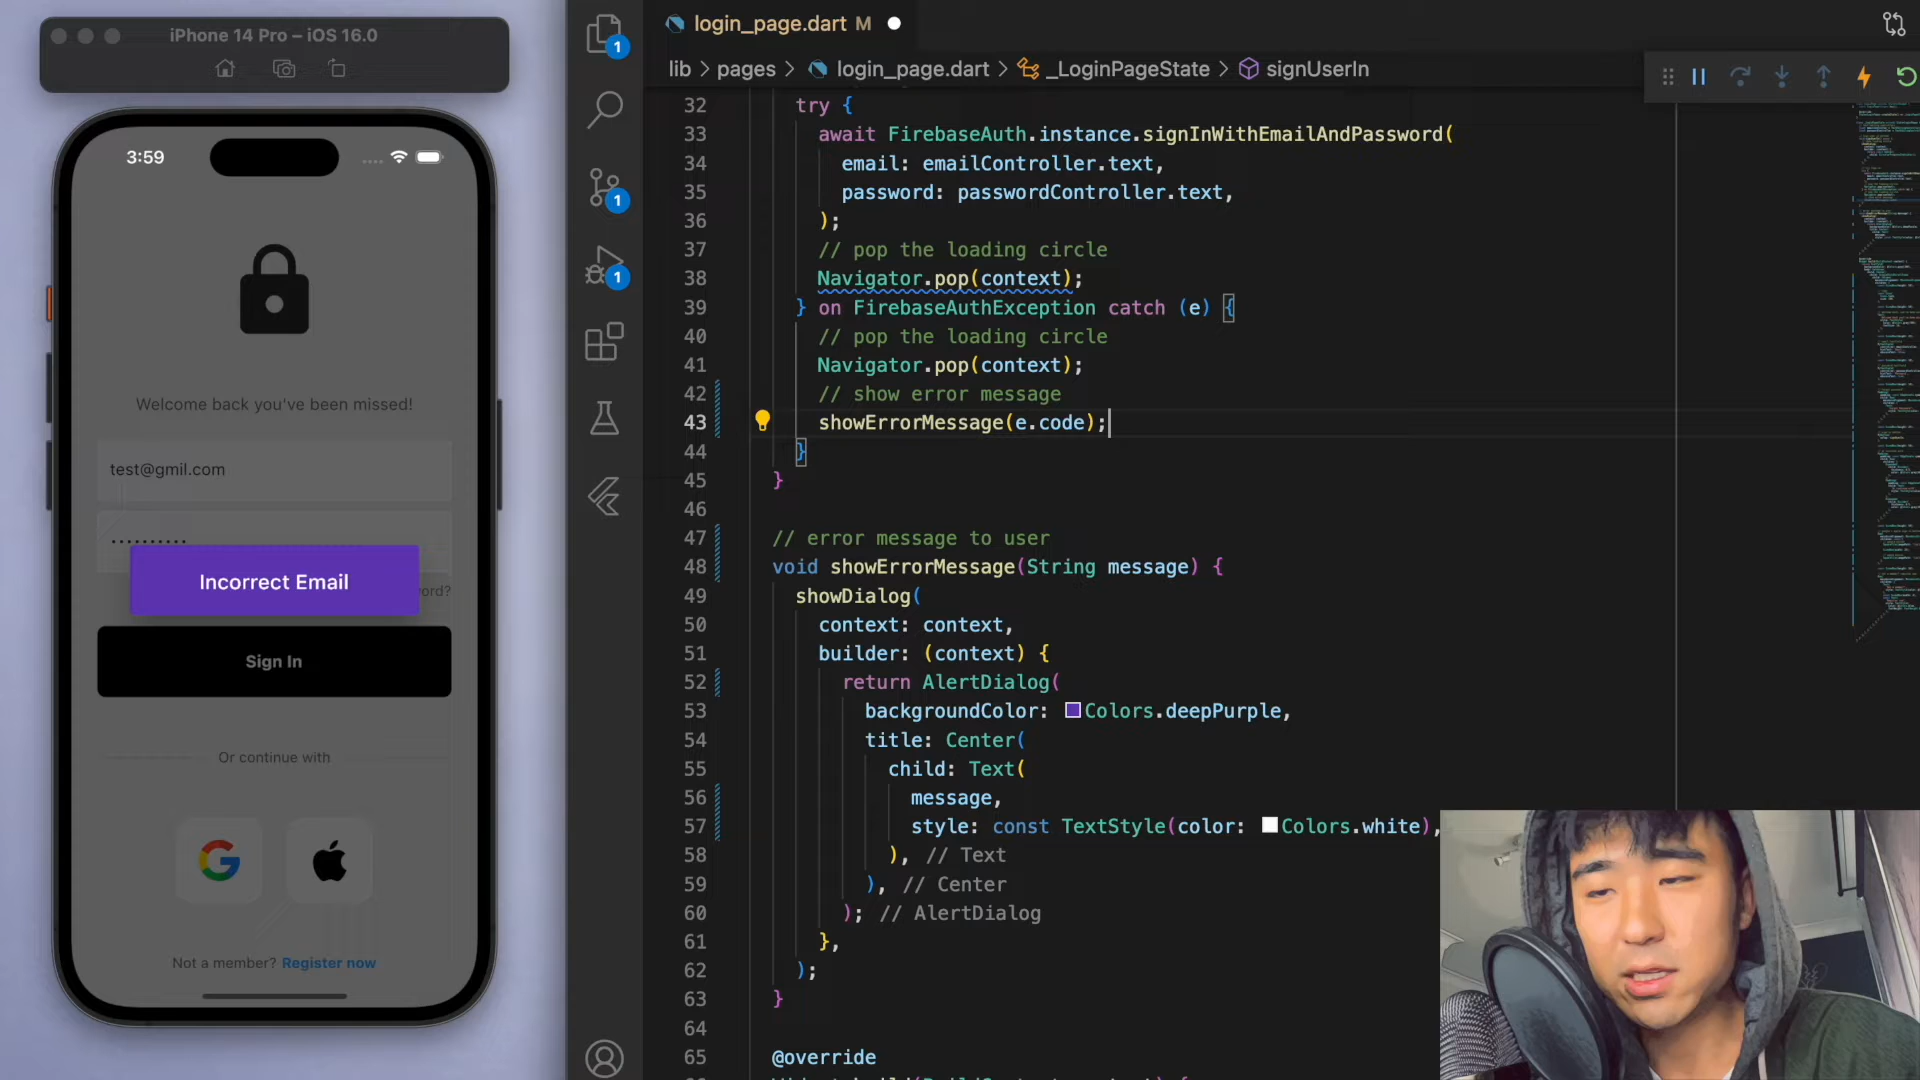 iPhone 14 Pro – iOS 16.0
3:59
Welcome back you've been missed!
test@gmil.com
Incorrect Email
ord?
Sign In
Or continue with
Not a member? Register now
1
1
1
login_page.dart M
lib > pages > login_page.dart > _LoginPageState > signUserIn
32 try {
33 await FirebaseAuth.instance.signInWithEmailAndPassword(
34 email: emailController.text,
35 password: passwordController.text,
36 );
37 // pop the loading circle
38 Navigator.pop(context);
39 } on FirebaseAuthException catch (e) {
40 // pop the loading circle
41 Navigator.pop(context);
42 // show error message
43 showErrorMessage(e.code);
44 }
45 }
46
47 // error message to user
48 void showErrorMessage(String message) {
49 showDialog(
50 context: context,
51 builder: (context) {
52 return AlertDialog(
53 backgroundColor: Colors.deepPurple,
54 title: Center(
55 child: Text(
56 message,
57 style: const TextStyle(color: Colors.white),
58 ), // Text
59 ), // Center
60 ); // AlertDialog
61 },
62 );
63 }
64
65 @override